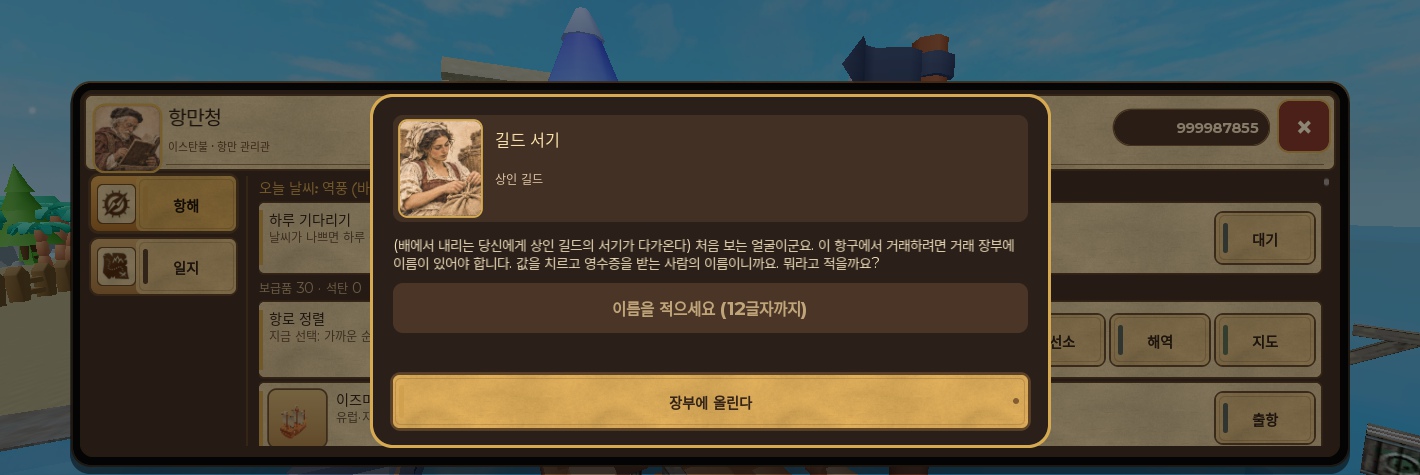 항만청
이스탄불 · 항만 관리관
999987855
항해
일지
오늘 날씨: 역풍
하루 기다리기
날씨가 나쁘면 하루
대기
보급품 30 · 석탄 0
항로 정렬
지금 선택: 가까운
해역
지도
출항
길드 서기
상인 길드
(배에서 내리는 당신에게 상인 길드의 서기가 다가온다) 처음 보는 얼굴이군요. 이 항구에서 거래하려면 거래 장부에
이름이 있어야 합니다. 값을 치르고 영수증을 받는 사람의 이름이니까요. 뭐라고 적을까요?
이름을 적으세요 (12글자까지)
장부에 올린다